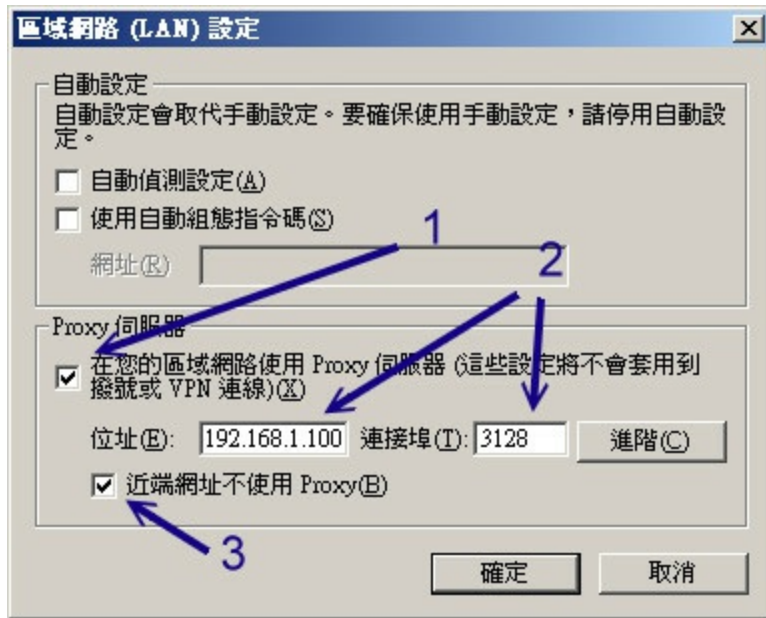 區域網路 (LAN) 設定
自動設定
自動設定會取代手動設定。要確保使用手動設定，請停用自動設
定。
自動偵測設定(A)
使用自動組態指令碼(S)
1
網址(R)
2
Proxy 伺服器
在您的區域網路使用 Proxy 伺服器 (這些設定將不會套用到
撥號或 VPN 連線)(X)
位址(E): 192.168.1.100 連接埠(T): 3128 進階(C)
近端網址不使用 Proxy(B)
3
確定 取消